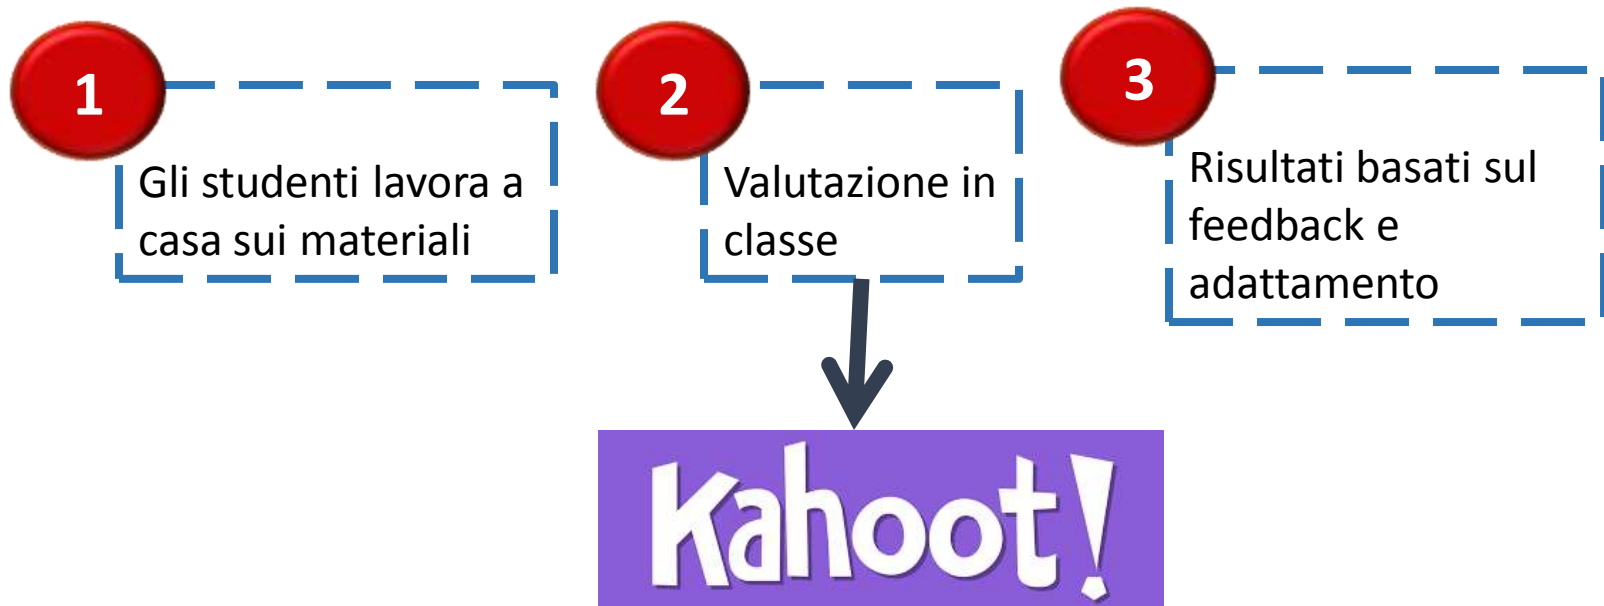 1
Gli studenti lavora a
casa sui materiali
2
Valutazione in
classe
3
Risultati basati sul
feedback e
adattamento
Kahoot!